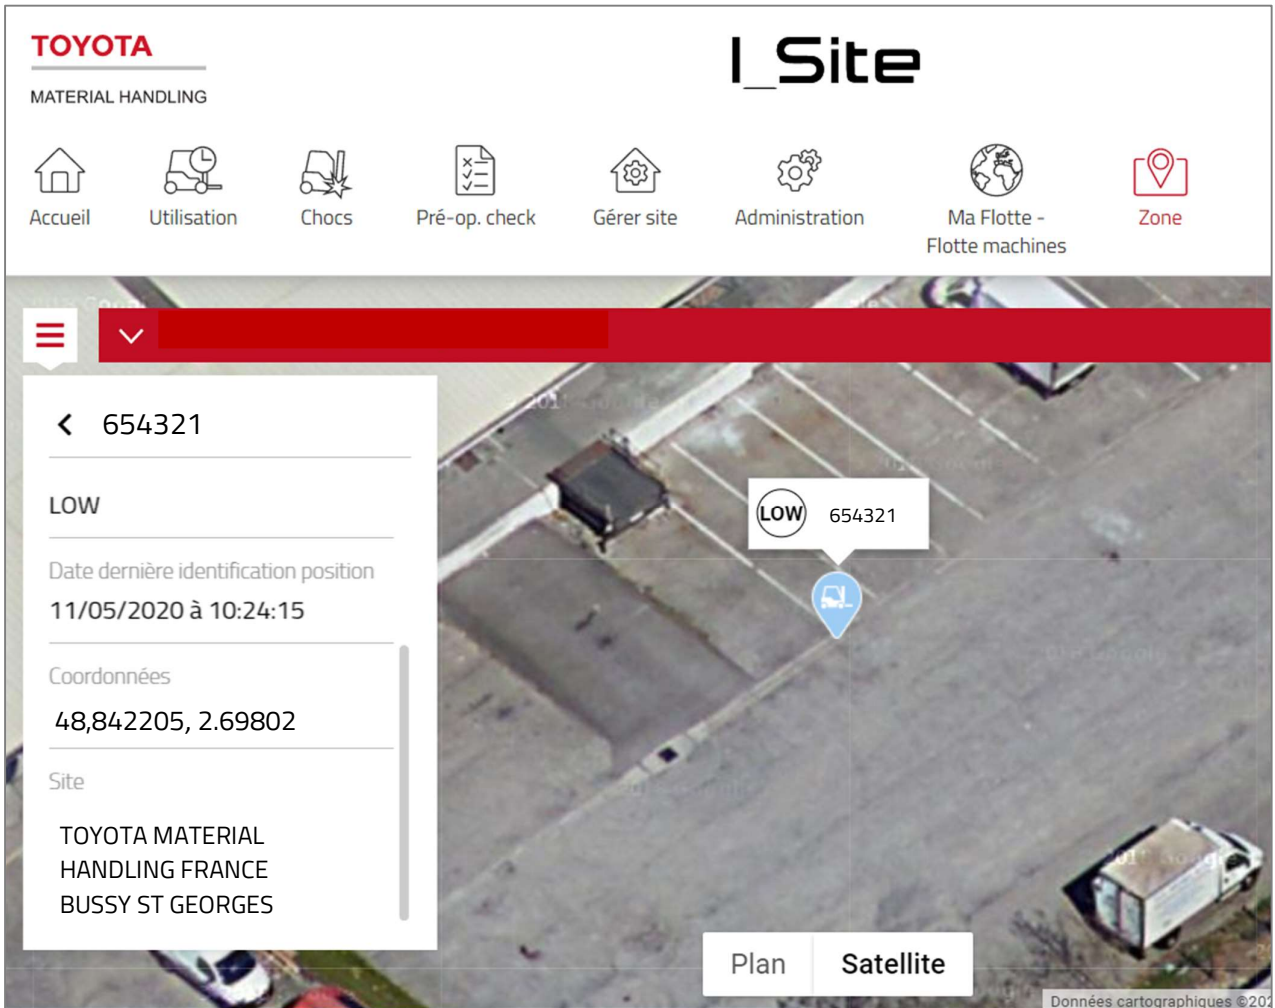 TOYOTA
MATERIAL HANDLING
I_Site
Accueil
Utilisation
Chocs
Pré-op. check
Gérer site
Administration
Ma Flotte -
Flotte machines
Zone
654321
LOW
Date dernière identification position
11/05/2020 à 10:24:15
Coordonnées
48,842205, 2.69802
Site
TOYOTA MATERIAL
HANDLING FRANCE
BUSSY ST GEORGES
LOW 654321
Plan
Satellite
Données cartographiques